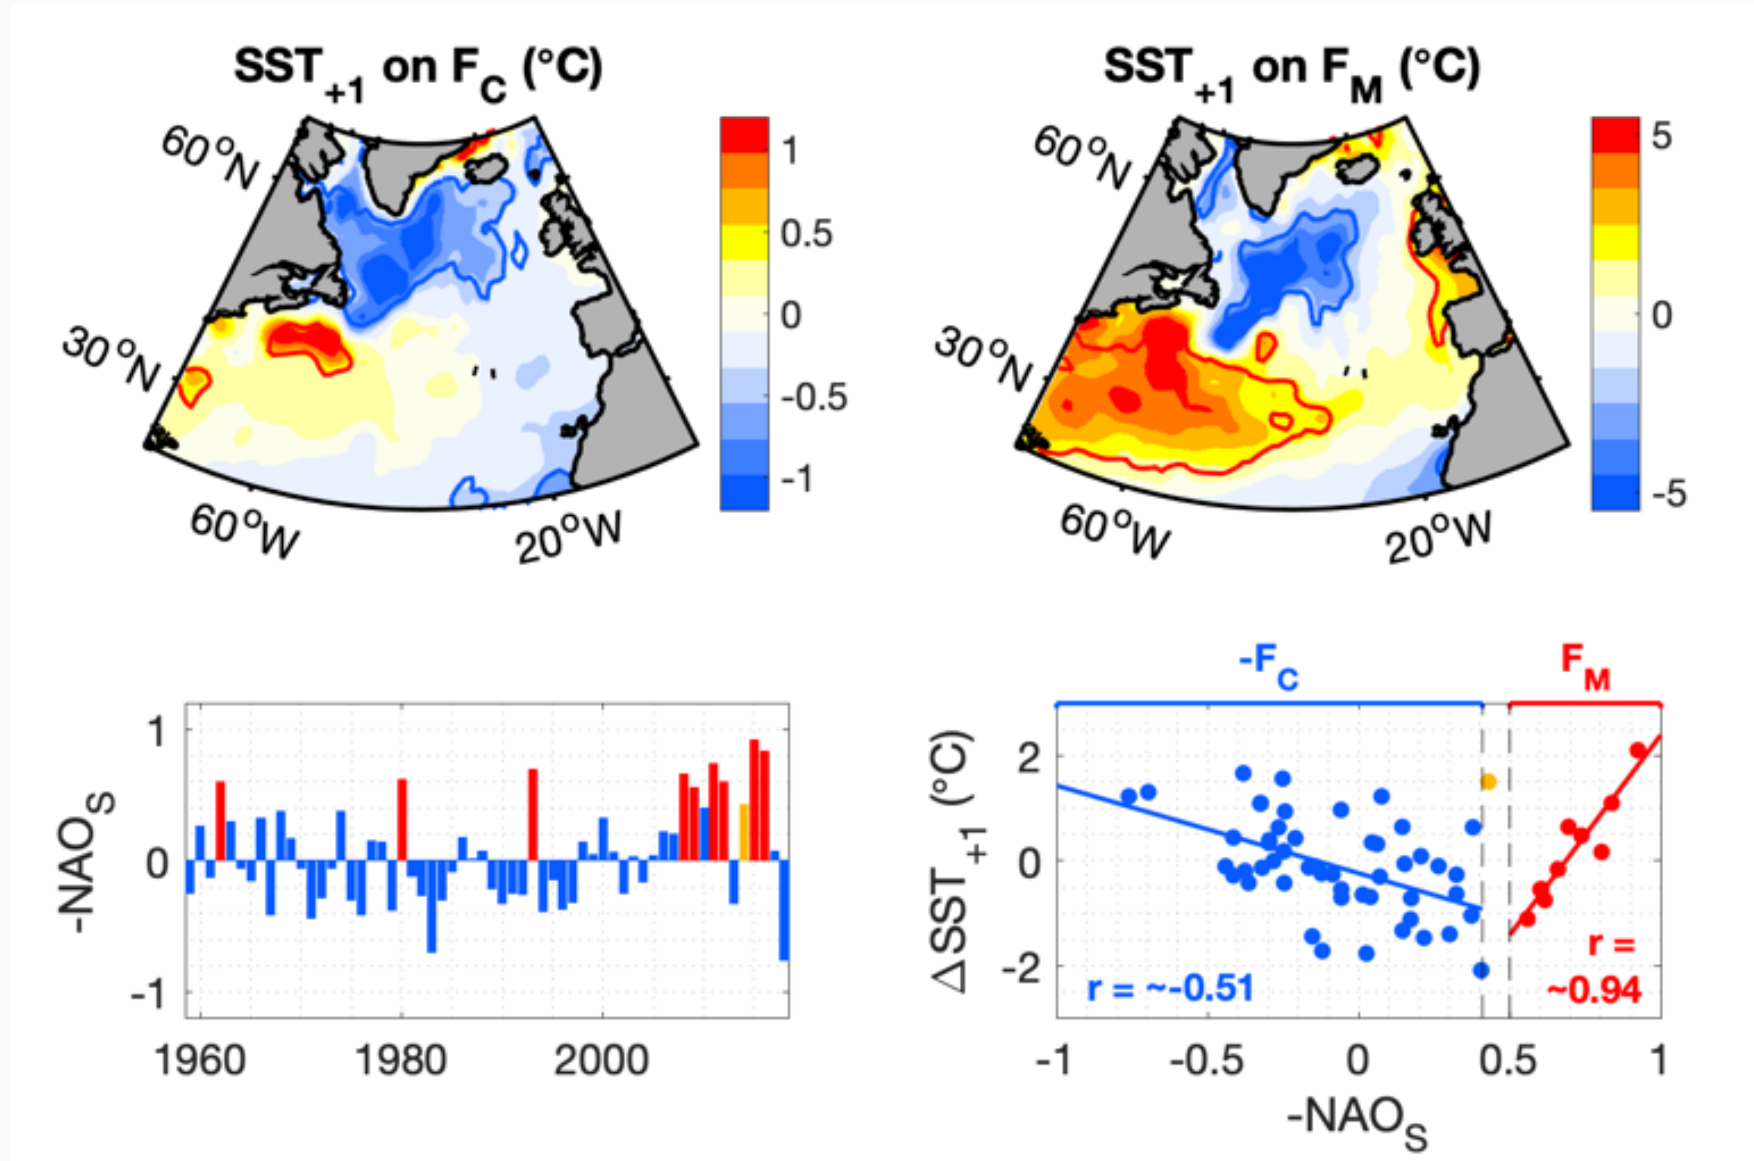 SST+1 on FC (°C)
60°N
30°N
60°W
20°W
1
0.5
0
-0.5
-1
SST+1 on FM (°C)
60°N
30°N
60°W
20°W
5
0
-5
-NAOS
1
0
-1
1960
1980
2000
-FC
FM
ΔSST+1 (°C)
2
0
-2
r = ~-0.51
r =
~0.94
-1
-0.5
0
0.5
1
-NAOS